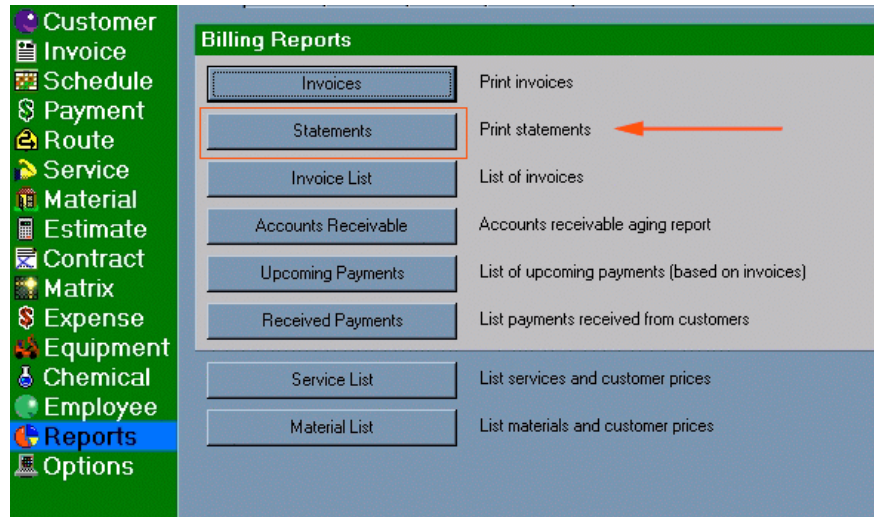 Customer
Invoice
Schedule
Payment
Route
Service
Material
Estimate
Contract
Matrix
Expense
Equipment
Chemical
Employee
Reports
Options
Billing Reports
Invoices Print invoices
Statements Print statements
Invoice List List of invoices
Accounts Receivable Accounts receivable aging report
Upcoming Payments List of upcoming payments (based on invoices)
Received Payments List payments received from customers
Service List List services and customer prices
Material List List materials and customer prices